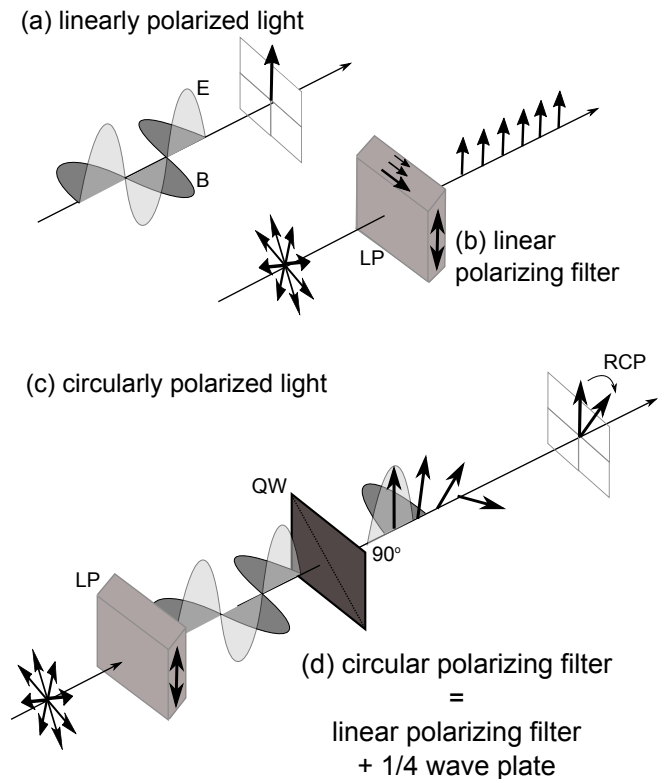 (a) linearly polarized light
E
B
LP
(b) linear
polarizing filter
(c) circularly polarized light
RCP
QW
90°
LP
(d) circular polarizing filter
=
linear polarizing filter
+ 1/4 wave plate